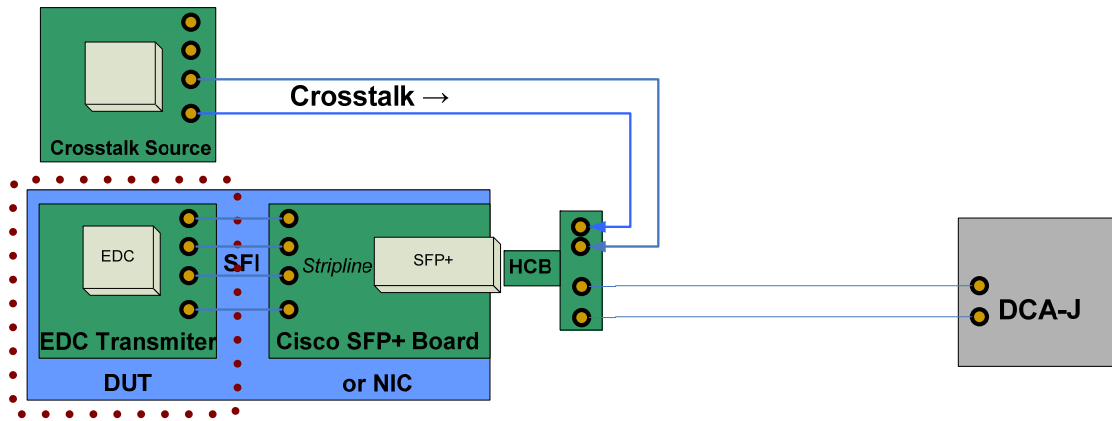 Crosstalk →
Crosstalk Source
EDC
SFI
Stripline
SFP+
HCB
DCA-J
EDC Transmiter
Cisco SFP+ Board
DUT
or NIC